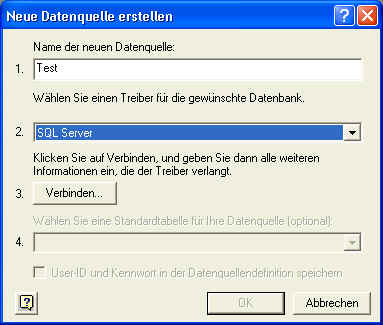 Neue Datenquelle erstellen
Name der neuen Datenquelle:
1. Test
Wählen Sie einen Treiber für die gewünschte Datenbank.
2. SQL Server
Klicken Sie auf Verbinden, und geben Sie dann alle weiteren
Informationen ein, die der Treiber verlangt.
3. Verbinden...
Wählen Sie eine Standardtabelle für Ihre Datenquelle (optional):
4.
User-ID und Kennwort in der Datenquellendefinition speichern
OK Abbrechen